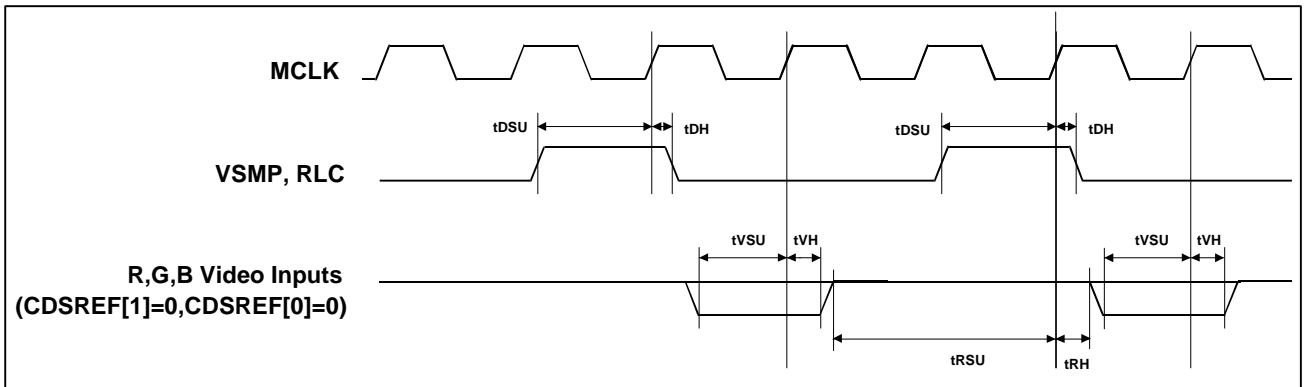 MCLK
tDSU tDH tDSU tDH
VSMP, RLC
tVSU tVH tVSU tVH
R,G,B Video Inputs
(CDSREF[1]=0,CDSREF[0]=0)
tRSU tRH